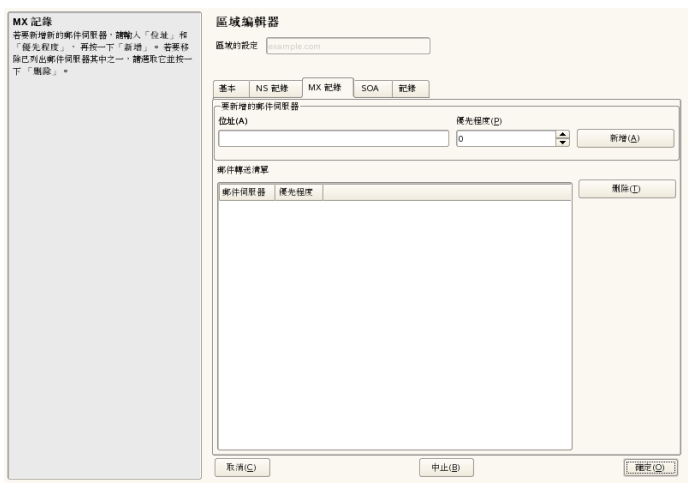 MX 記錄
若要新增新的郵件伺服器，請輸入「位址」和
「優先程度」， 再按一下「新增」。 若要移
除已列出郵件伺服器其中之一，請選取它並按一
下 「刪除」。
區域編輯器
區域的設定 example.com
基本 NS 記錄 MX 記錄 SOA 記錄
要新增的郵件伺服器
位址(A) 優先程度(P)
0 新增(A)
郵件轉送清單
刪除(T)
郵件伺服器 優先程度
取消(C) 中止(B) 確定(O)